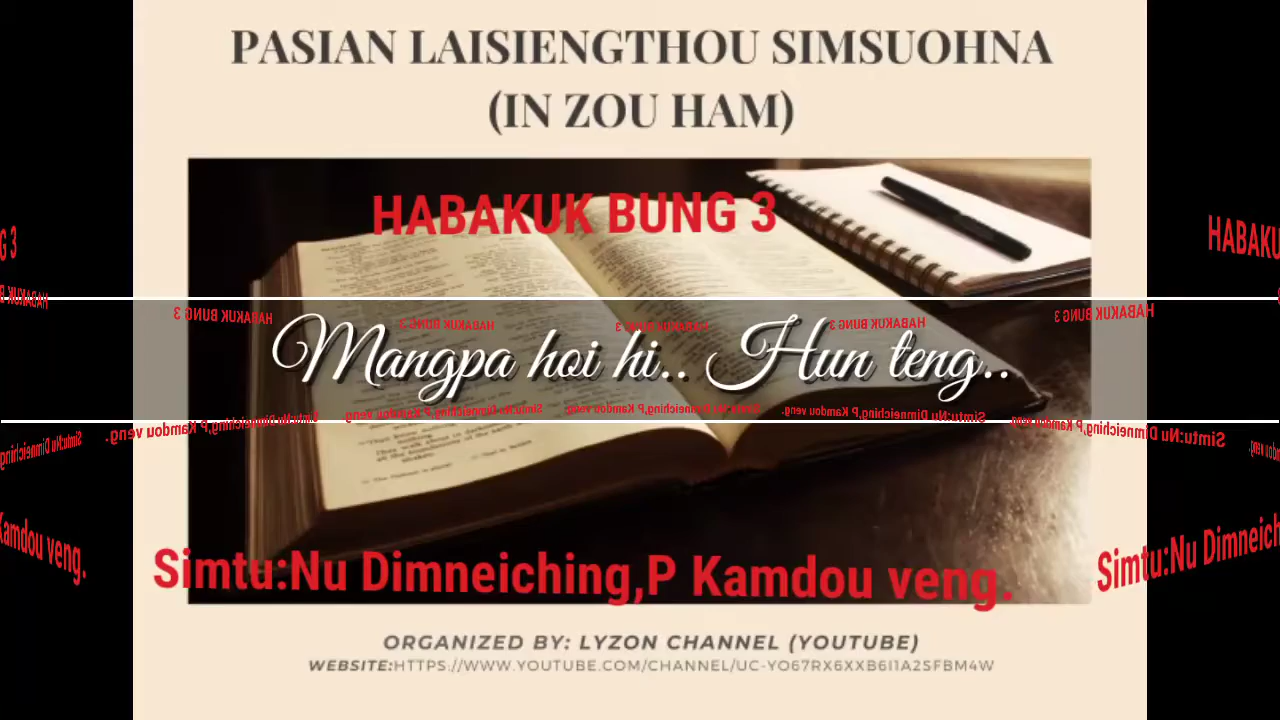 PASIAN LAISIENGTHOU SIMSUOHNA
(IN ZOU HAM)
HABAKUK BUNG 3
Mangpa hoi hi.. Hun teng..
Simtu:Nu Dimneiching,P Kamdou veng.
ORGANIZED BY: LYZON CHANNEL (YOUTUBE)
WEBSITE:HTTPS://WWW.YOUTUBE.COM/CHANNEL/UC-YO67RX6XXB6I1A2SFBM4W